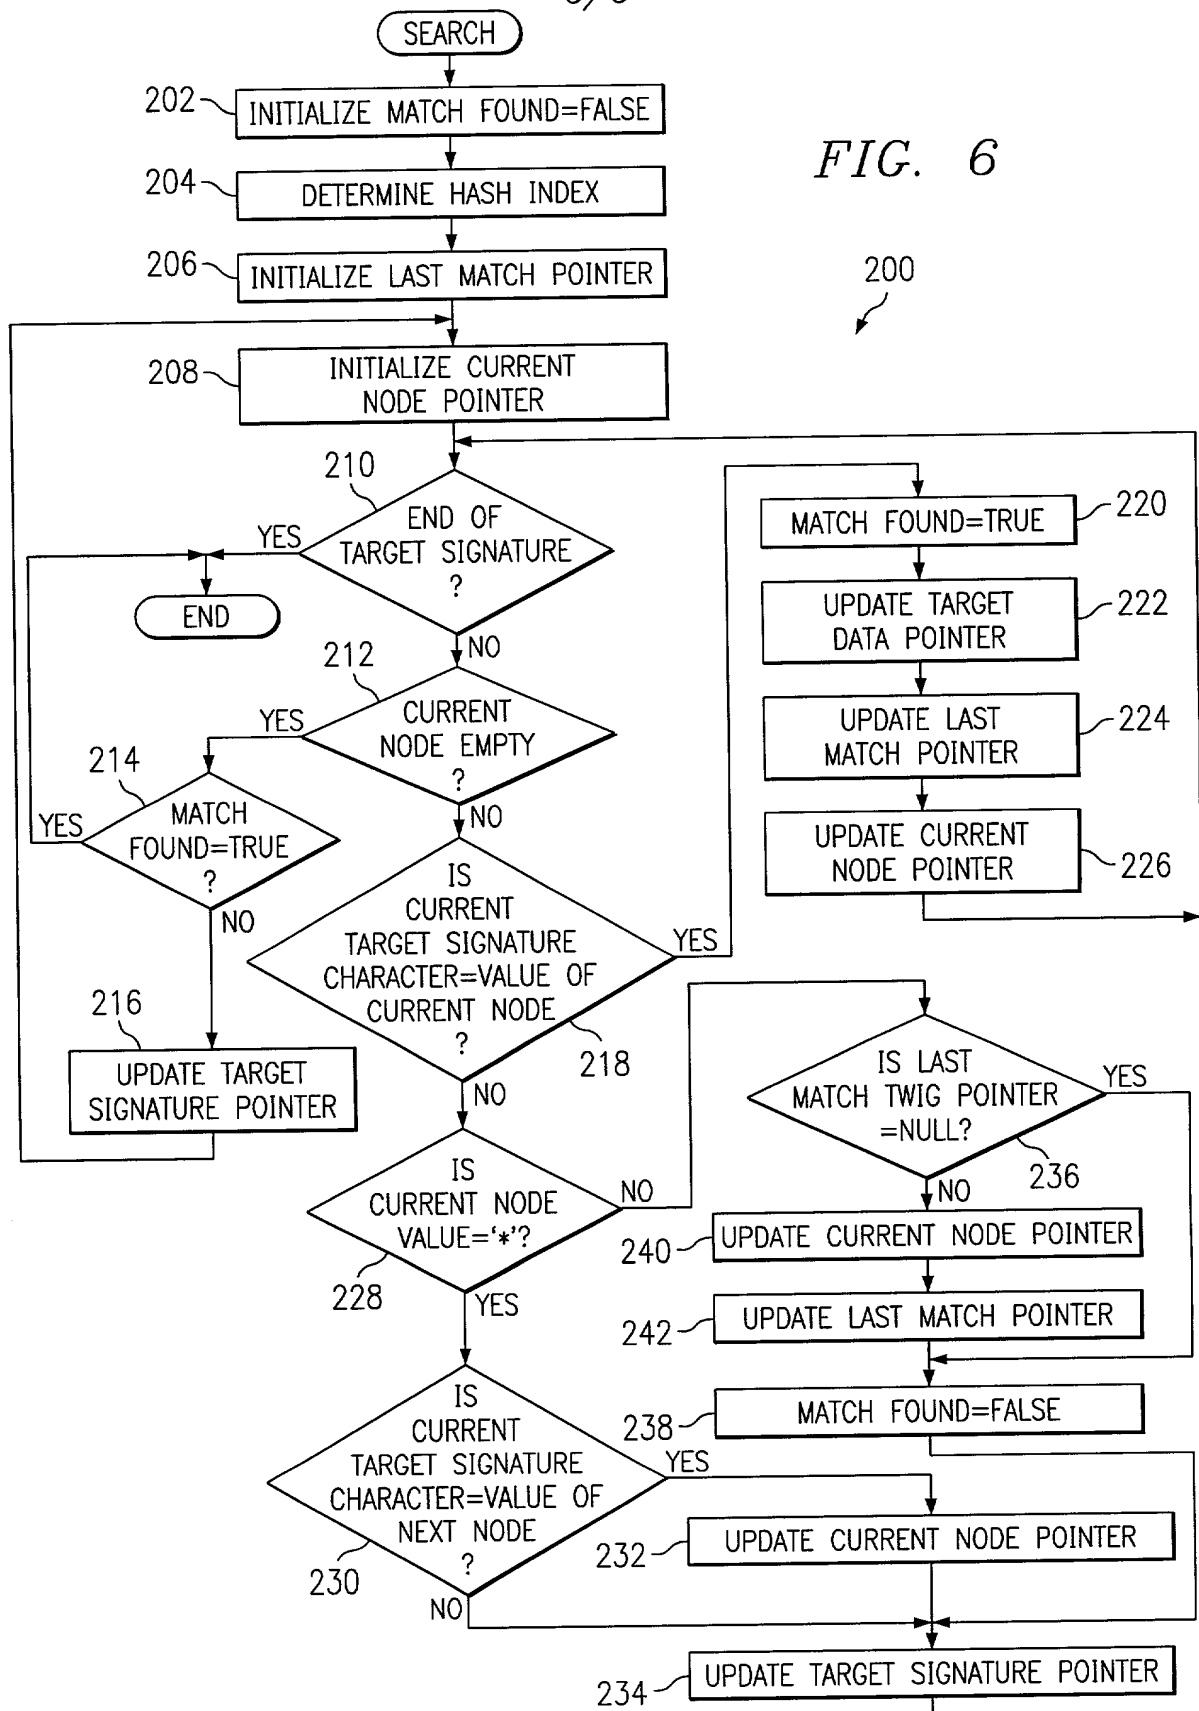 SEARCH
202
INITIALIZE MATCH FOUND=FALSE
FIG. 6
204
DETERMINE HASH INDEX
206
INITIALIZE LAST MATCH POINTER
200
208
INITIALIZE CURRENT
NODE POINTER
210
END OF
TARGET SIGNATURE
?
YES
END
NO
220
MATCH FOUND=TRUE
222
UPDATE TARGET
DATA POINTER
224
UPDATE LAST
MATCH POINTER
226
UPDATE CURRENT
NODE POINTER
212
CURRENT
NODE EMPTY
?
YES
NO
214
MATCH
FOUND=TRUE
?
YES
NO
216
UPDATE TARGET
SIGNATURE POINTER
IS
CURRENT
TARGET SIGNATURE
CHARACTER=VALUE OF
CURRENT NODE
?
YES
218
NO
IS
CURRENT NODE
VALUE='*'?
NO
228
YES
IS LAST
MATCH TWIG POINTER
=NULL?
YES
236
NO
240
UPDATE CURRENT NODE POINTER
242
UPDATE LAST MATCH POINTER
238
MATCH FOUND=FALSE
IS
CURRENT
TARGET SIGNATURE
CHARACTER=VALUE OF
NEXT NODE
?
YES
230
NO
232
UPDATE CURRENT NODE POINTER
234
UPDATE TARGET SIGNATURE POINTER